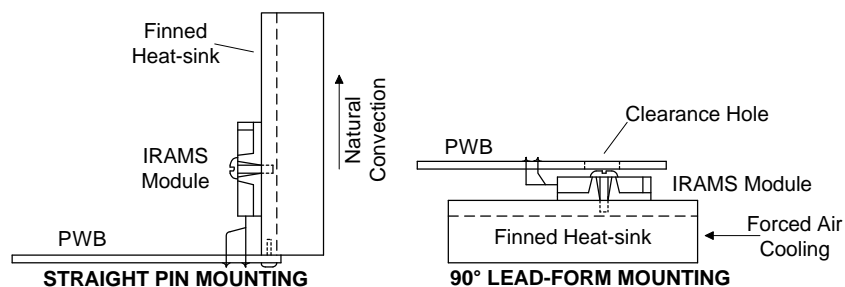 Finned
Heat-sink
IRAMS
Module
Natural
Convection
PWB
STRAIGHT PIN MOUNTING
Clearance Hole
PWB
IRAMS Module
Finned Heat-sink
Forced Air
Cooling
90° LEAD-FORM MOUNTING